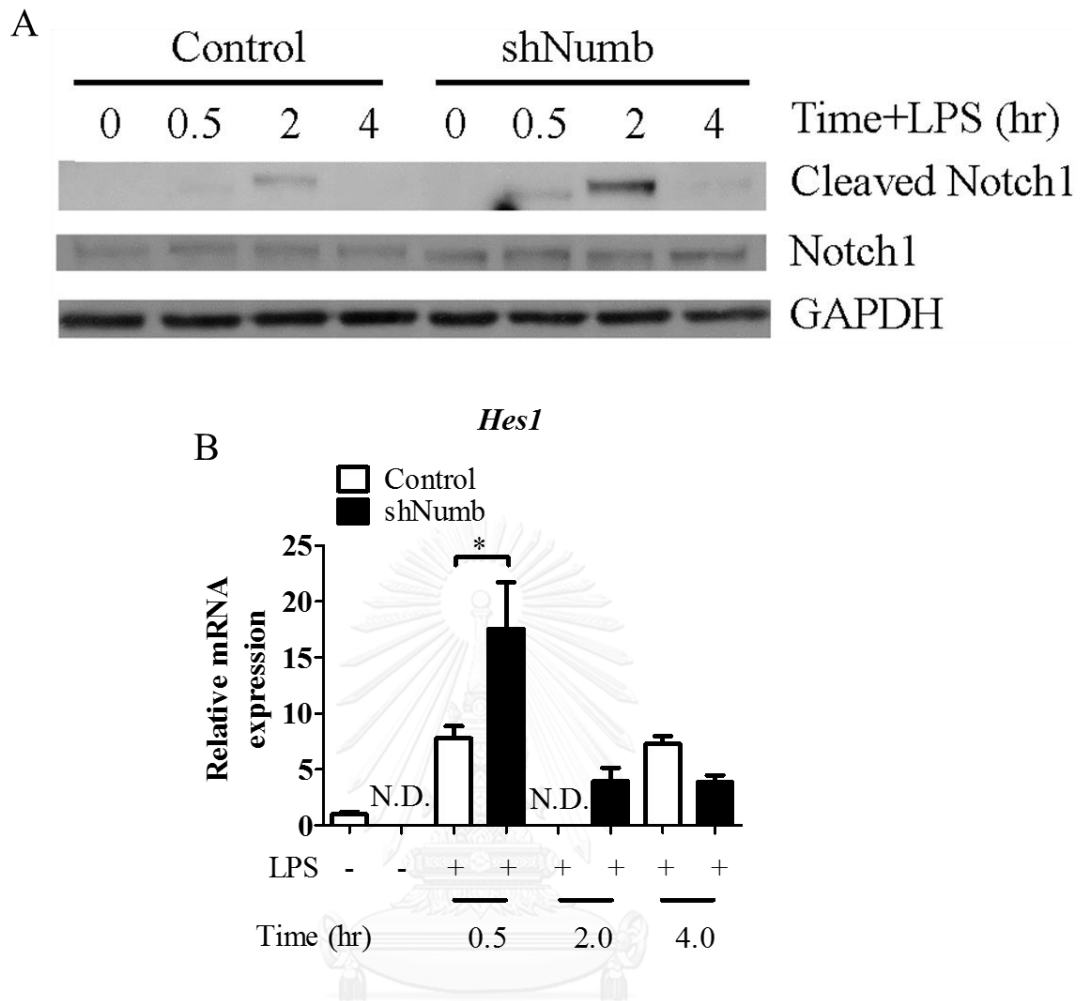 A
Control shNumb
0 0.5 2 4 0 0.5 2 4 Time+LPS (hr)
Cleaved Notch1
Notch1
GAPDH
Hes1
B
Control
shNumb
*
25
20
15
10
5
0
Relative mRNA
expression
N.D. N.D.
LPS - - + + + + + +
Time (hr) 0.5 2.0 4.0